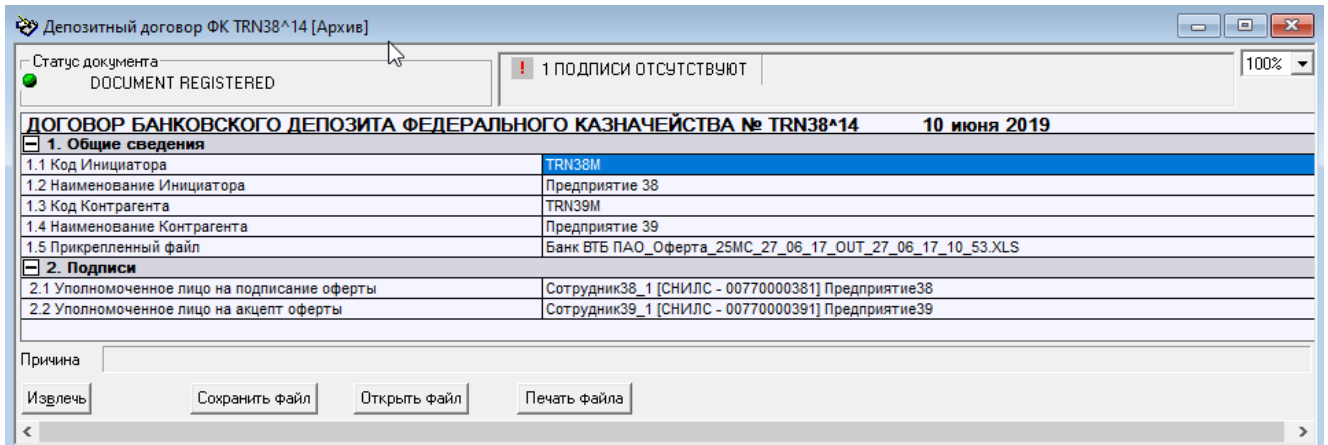 Депозитный договор ФК TRN38^14 [Архив]
Статус документа
DOCUMENT REGISTERED
! 1 ПОДПИСИ ОТСУТСТВУЮТ
100%
ДОГОВОР БАНКОВСКОГО ДЕПОЗИТА ФЕДЕРАЛЬНОГО КАЗНАЧЕЙСТВА № TRN38^14 10 июня 2019
1. Общие сведения
1.1 Код Инициатора TRN38M
1.2 Наименование Инициатора Предприятие 38
1.3 Код Контрагента TRN39M
1.4 Наименование Контрагента Предприятие 39
1.5 Прикрепленный файл Банк ВТБ ПАО_Оферта_25МС_27_06_17_OUT_27_06_17_10_53.XLS
2. Подписи
2.1 Уполномоченное лицо на подписание оферты Сотрудник38_1 [СНИЛС - 00770000381] Предприятие38
2.2 Уполномоченное лицо на акцепт оферты Сотрудник39_1 [СНИЛС - 00770000391] Предприятие39
Причина
Извлечь Сохранить файл Открыть файл Печать файла